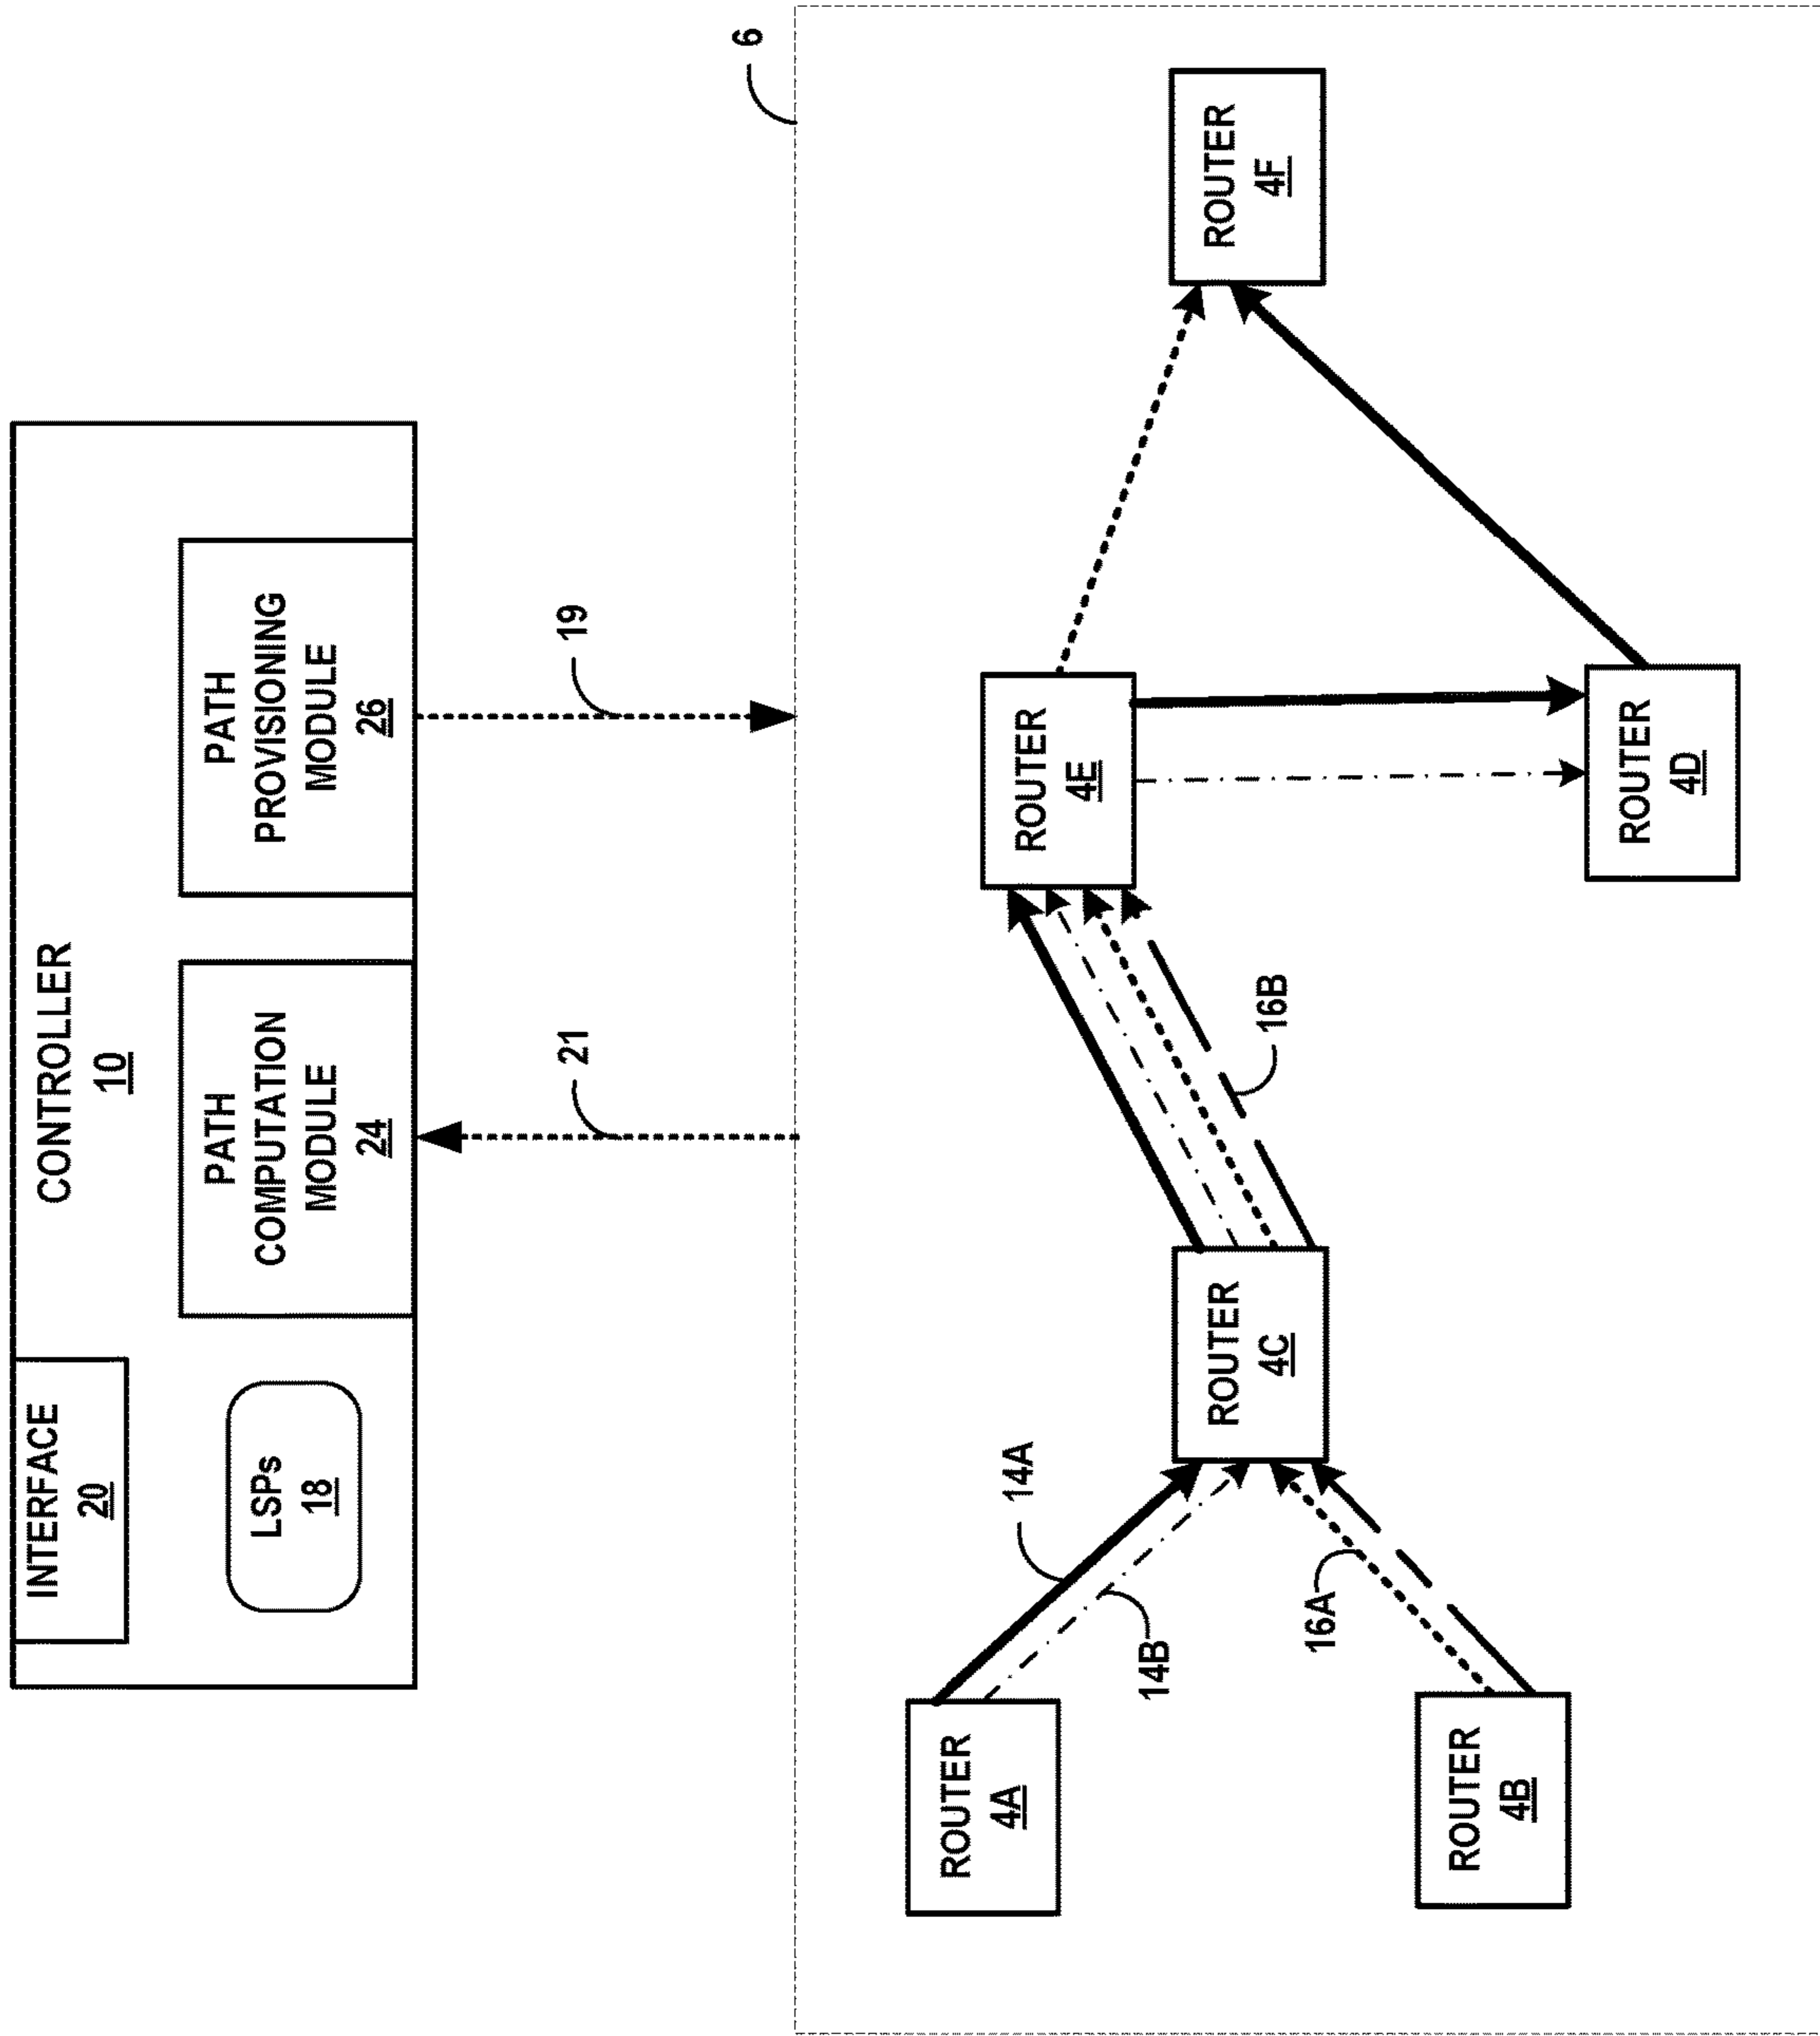 CONTROLLER
10
INTERFACE
20
LSPs
18
PATH
COMPUTATION
MODULE
24
PATH
PROVISIONING
MODULE
26
21
19
6
ROUTER
4A
14A
14B
ROUTER
4B
16A
ROUTER
4C
16B
ROUTER
4E
ROUTER
4D
ROUTER
4F